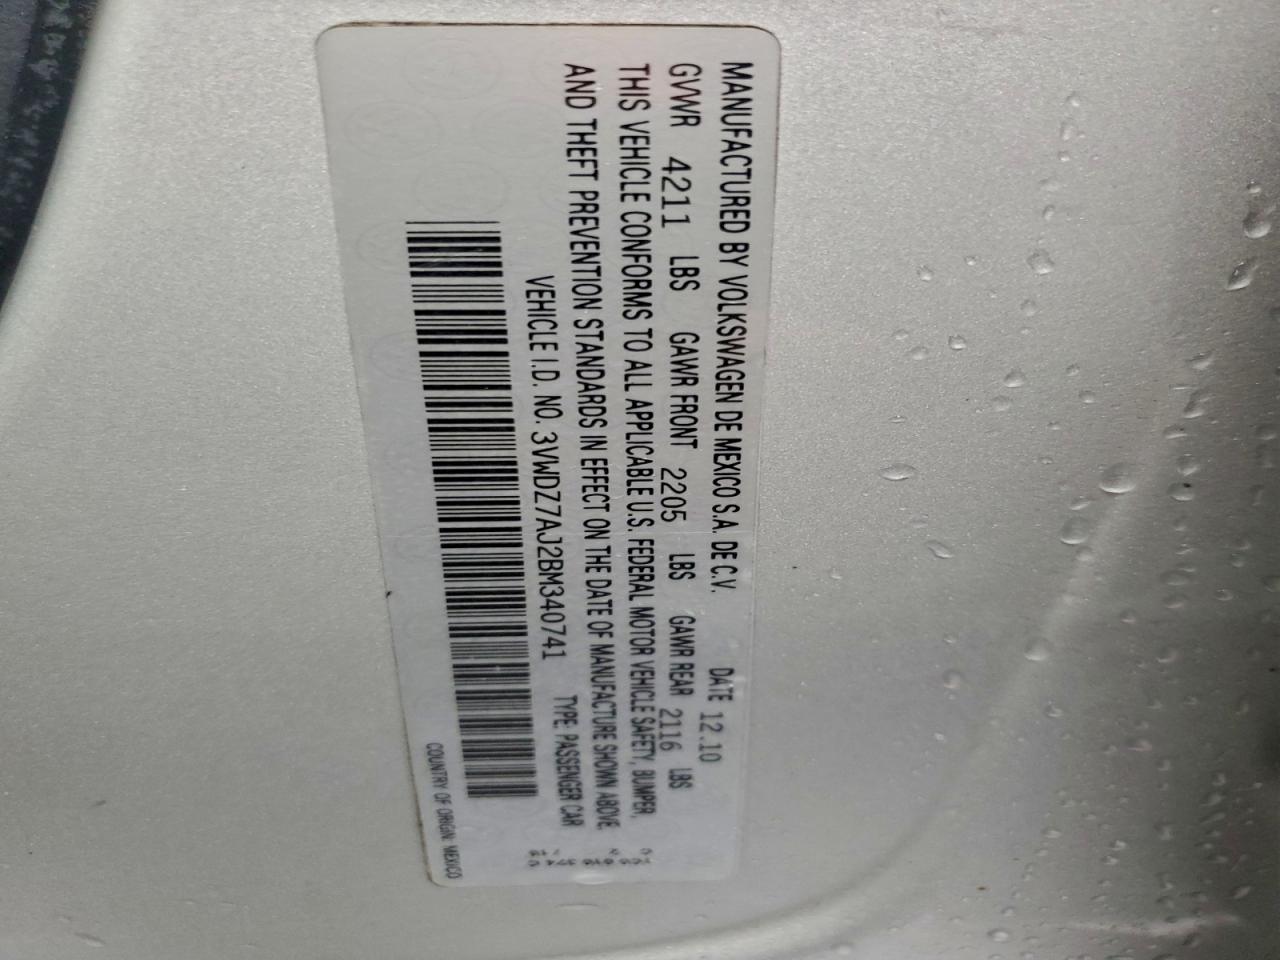 MANUFACTURED BY VOLKSWAGEN DE MEXICO S.A. DE C.V. DATE 12.10
GVWR 4211 LBS GAWR FRONT 2205 LBS GAWR REAR 2116 LBS
THIS VEHICLE CONFORMS TO ALL APPLICABLE U.S. FEDERAL MOTOR VEHICLE SAFETY, BUMPER,
AND THEFT PREVENTION STANDARDS IN EFFECT ON THE DATE OF MANUFACTURE SHOWN ABOVE
VEHICLE I.D. NO. 3VWDZ7AJ2BM340741 TYPE: PASSENGER CAR
COUNTRY OF ORIGIN: MEXICO